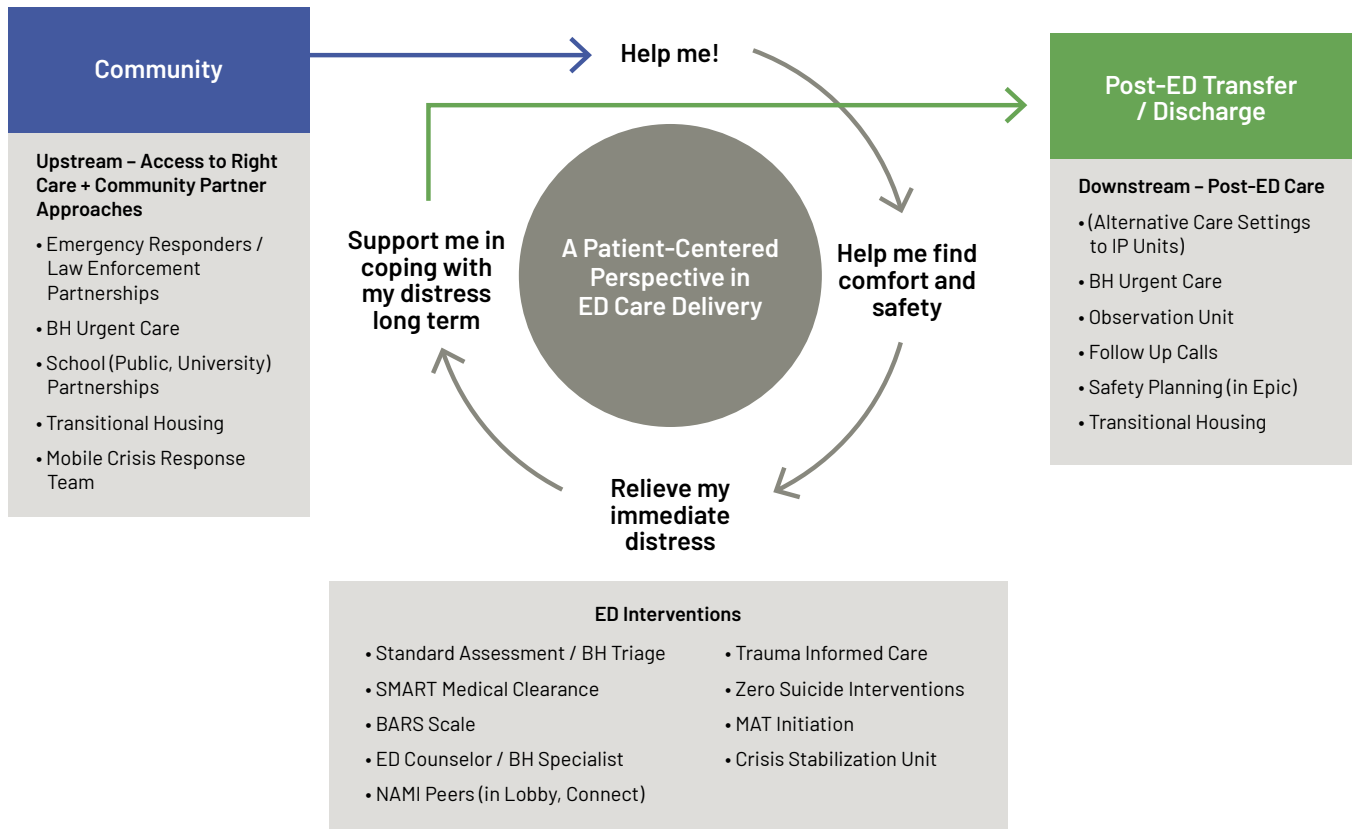 Community
Upstream – Access to Right
Care + Community Partner
Approaches
• Emergency Responders /
Law Enforcement
Partnerships
• BH Urgent Care
• School (Public, University)
Partnerships
• Transitional Housing
• Mobile Crisis Response
Team
Help me!
Help me find
comfort and
safety
Relieve my
immediate
distress
Support me in
coping with
my distress
long term
A Patient-Centered
Perspective in
ED Care Delivery
Post-ED Transfer
/ Discharge
Downstream – Post-ED Care
• (Alternative Care Settings
to IP Units)
• BH Urgent Care
• Observation Unit
• Follow Up Calls
• Safety Planning (in Epic)
• Transitional Housing
ED Interventions
• Standard Assessment / BH Triage
• SMART Medical Clearance
• BARS Scale
• ED Counselor / BH Specialist
• NAMI Peers (in Lobby, Connect)
• Trauma Informed Care
• Zero Suicide Interventions
• MAT Initiation
• Crisis Stabilization Unit